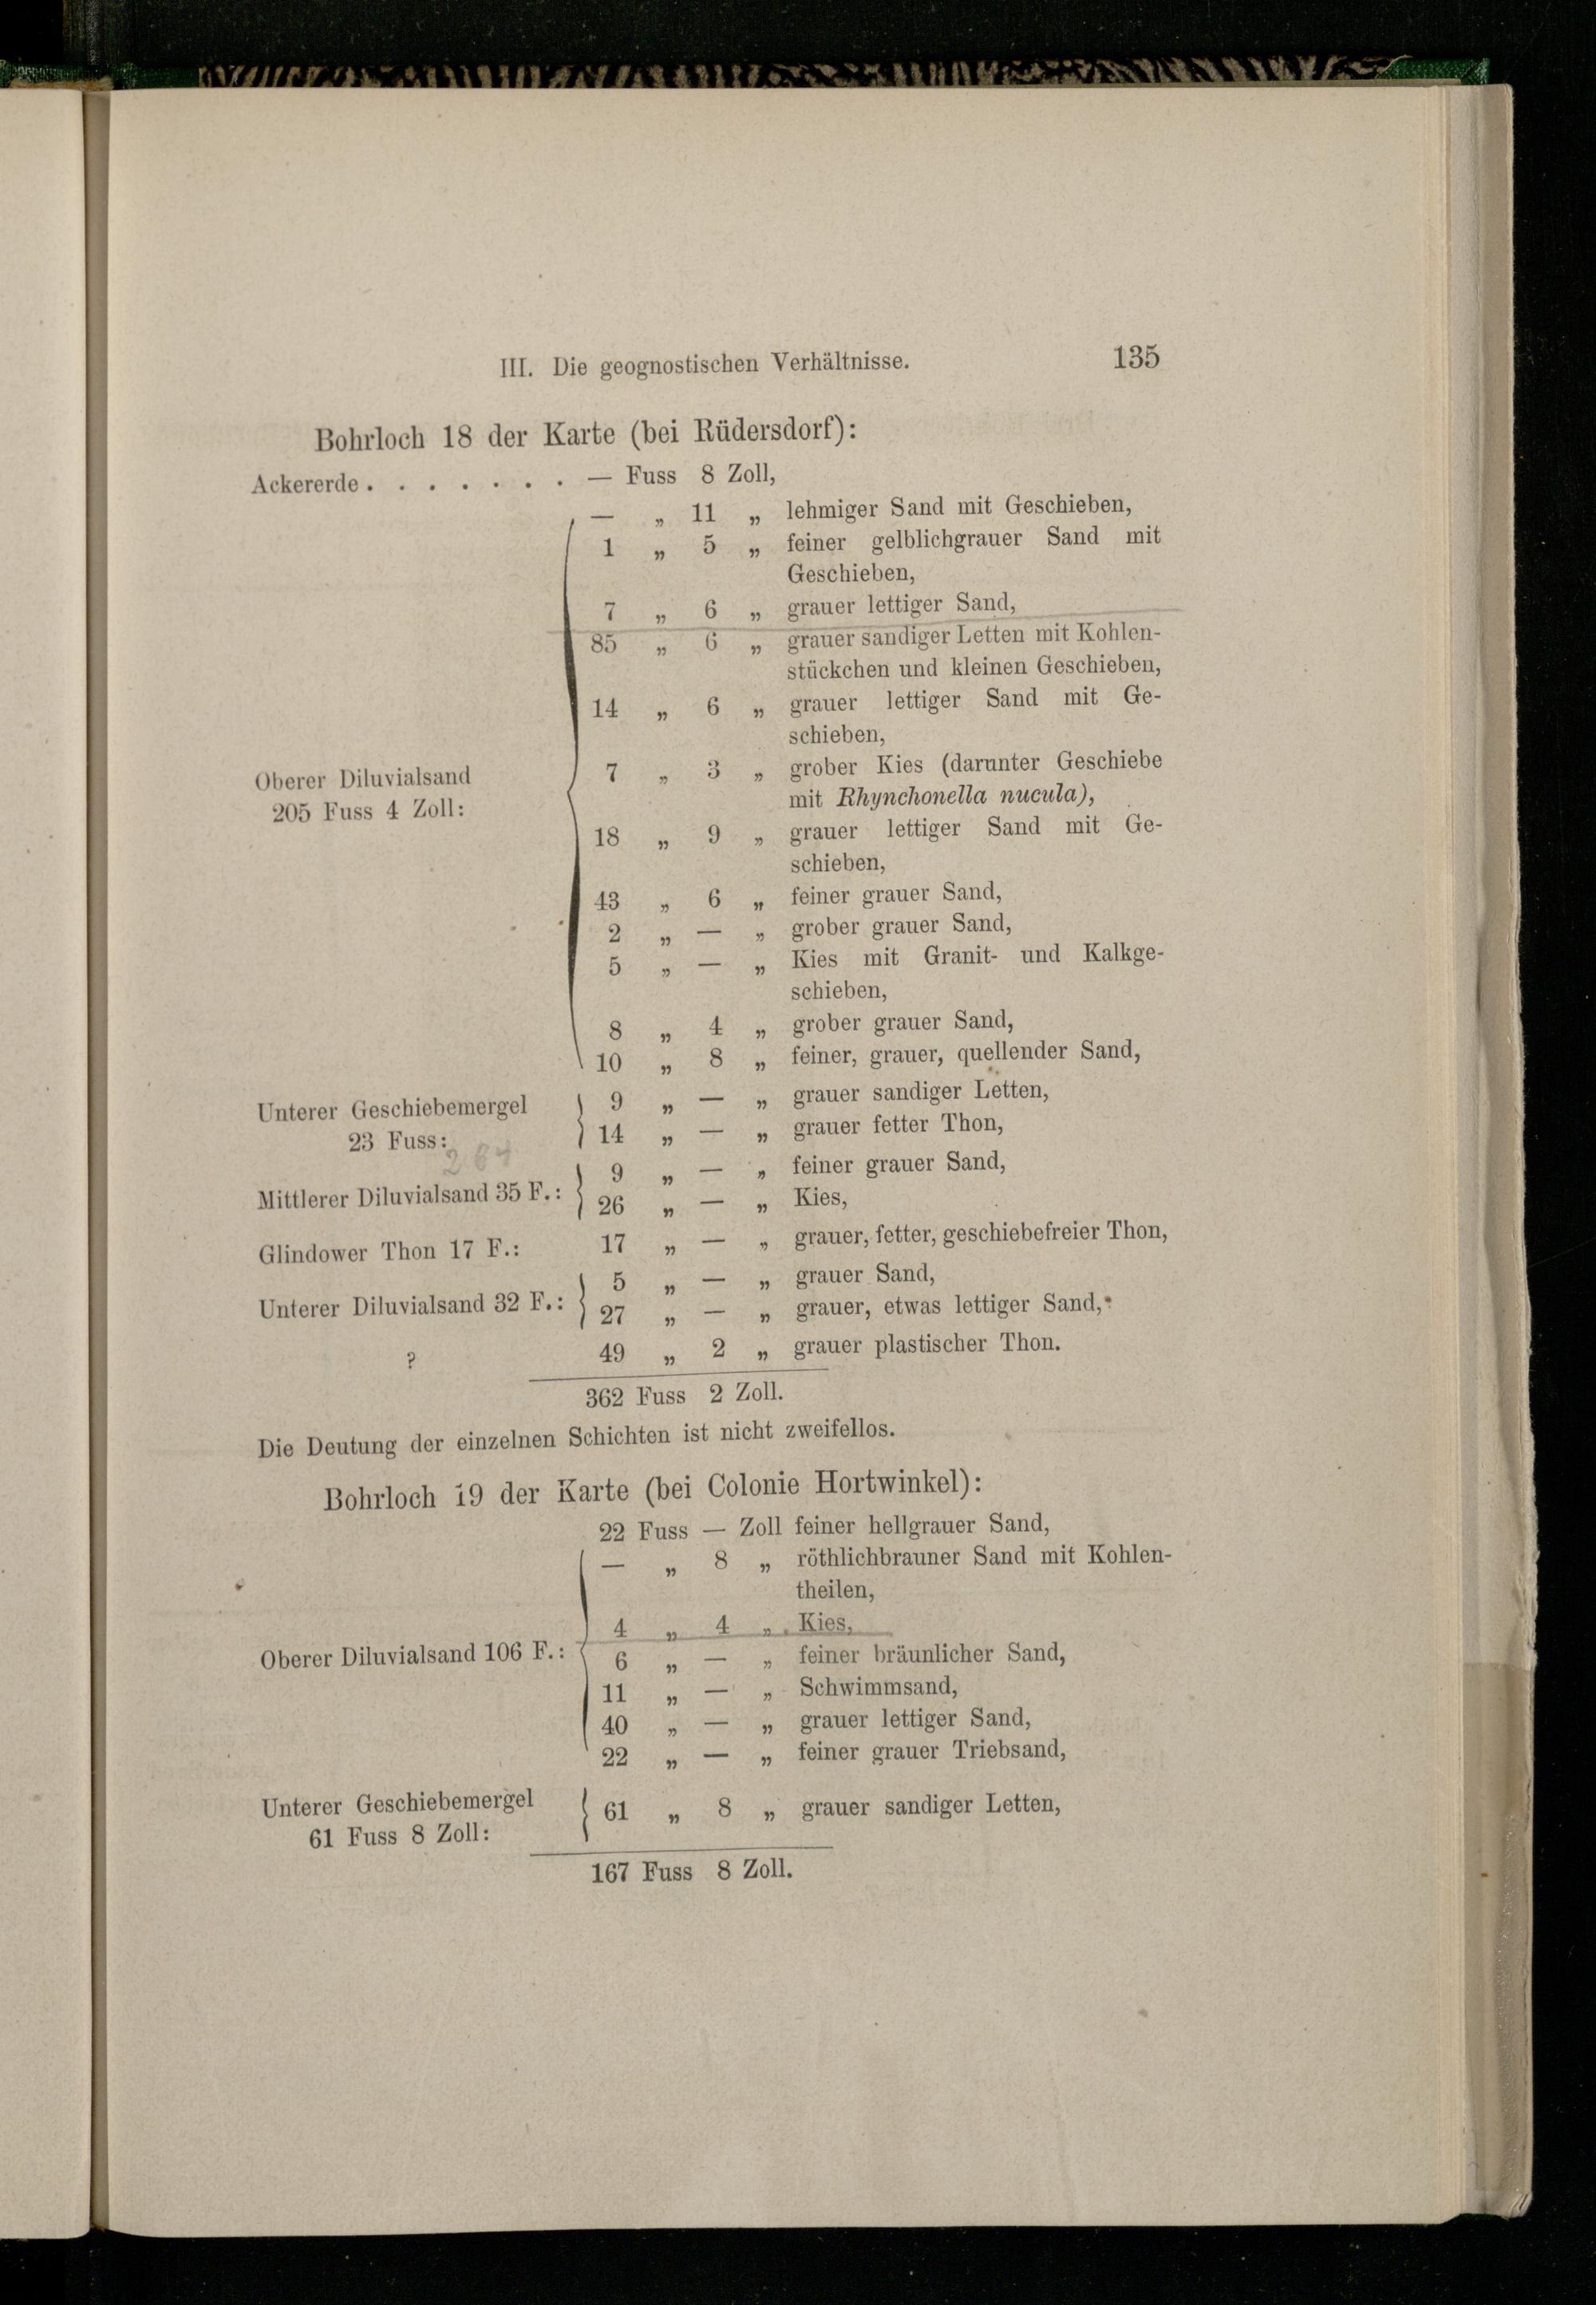 III. Die geognostischen Verhältnisse. 135
Bohrloch 18 der Karte (bei Rüdersdorf):
Ackererde . . . . . . . — Fuss 8 Zoll,
— „ 11 „ lehmiger Sand mit Geschieben,
1 „ 5 „ feiner gelblichgrauer Sand mit
Geschieben,
7 „ 6 „ grauer lettiger Sand,
85 „ 6 „ grauer sandiger Letten mit Kohlen-
stückchen und kleinen Geschieben,
14 „ 6 „ grauer lettiger Sand mit Ge-
schieben,
Oberer Diluvialsand 7 „ 3 „ grober Kies (darunter Geschiebe
205 Fuss 4 Zoll: mit Rhynchonella nucula),
18 „ 9 „ grauer lettiger Sand mit Ge-
schieben,
43 „ 6 „ feiner grauer Sand,
2 „ — „ grober grauer Sand,
5 „ — „ Kies mit Granit- und Kalkge-
schieben,
8 „ 4 „ grober grauer Sand,
10 „ 8 „ feiner, grauer, quellender Sand,
Unterer Geschiebemergel 9 „ — „ grauer sandiger Letten,
23 Fuss: 14 „ — „ grauer fetter Thon,
264
9 „ — „ feiner grauer Sand,
Mittlerer Diluvialsand 35 F.: 26 „ — „ Kies,
Glindower Thon 17 F.: 17 „ — „ grauer, fetter, geschiebefreier Thon,
5 „ — „ grauer Sand,
Unterer Diluvialsand 32 F.: 27 „ — „ grauer, etwas lettiger Sand,
? 49 „ 2 „ grauer plastischer Thon.
362 Fuss 2 Zoll.
Die Deutung der einzelnen Schichten ist nicht zweifellos.
Bohrloch 19 der Karte (bei Colonie Hortwinkel):
22 Fuss — Zoll feiner hellgrauer Sand,
— „ 8 „ röthlichbrauner Sand mit Kohlen-
theilen,
4 „ 4 „ Kies,
Oberer Diluvialsand 106 F.: 6 „ — „ feiner bräunlicher Sand,
11 „ — „ Schwimmsand,
40 „ — „ grauer lettiger Sand,
22 „ — „ feiner grauer Triebsand,
Unterer Geschiebemergel 61 „ 8 „ grauer sandiger Letten,
61 Fuss 8 Zoll:
167 Fuss 8 Zoll.